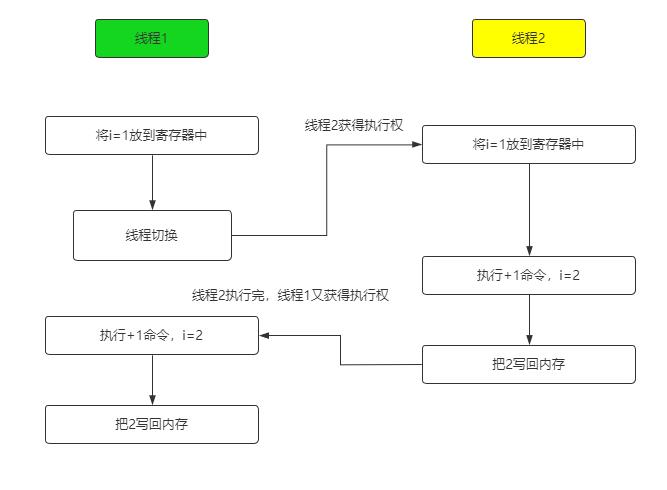 线程1
线程2
将i=1放到寄存器中
线程2获得执行权
将i=1放到寄存器中
线程切换
执行+1命令，i=2
线程2执行完，线程1又获得执行权
执行+1命令，i=2
把2写回内存
把2写回内存